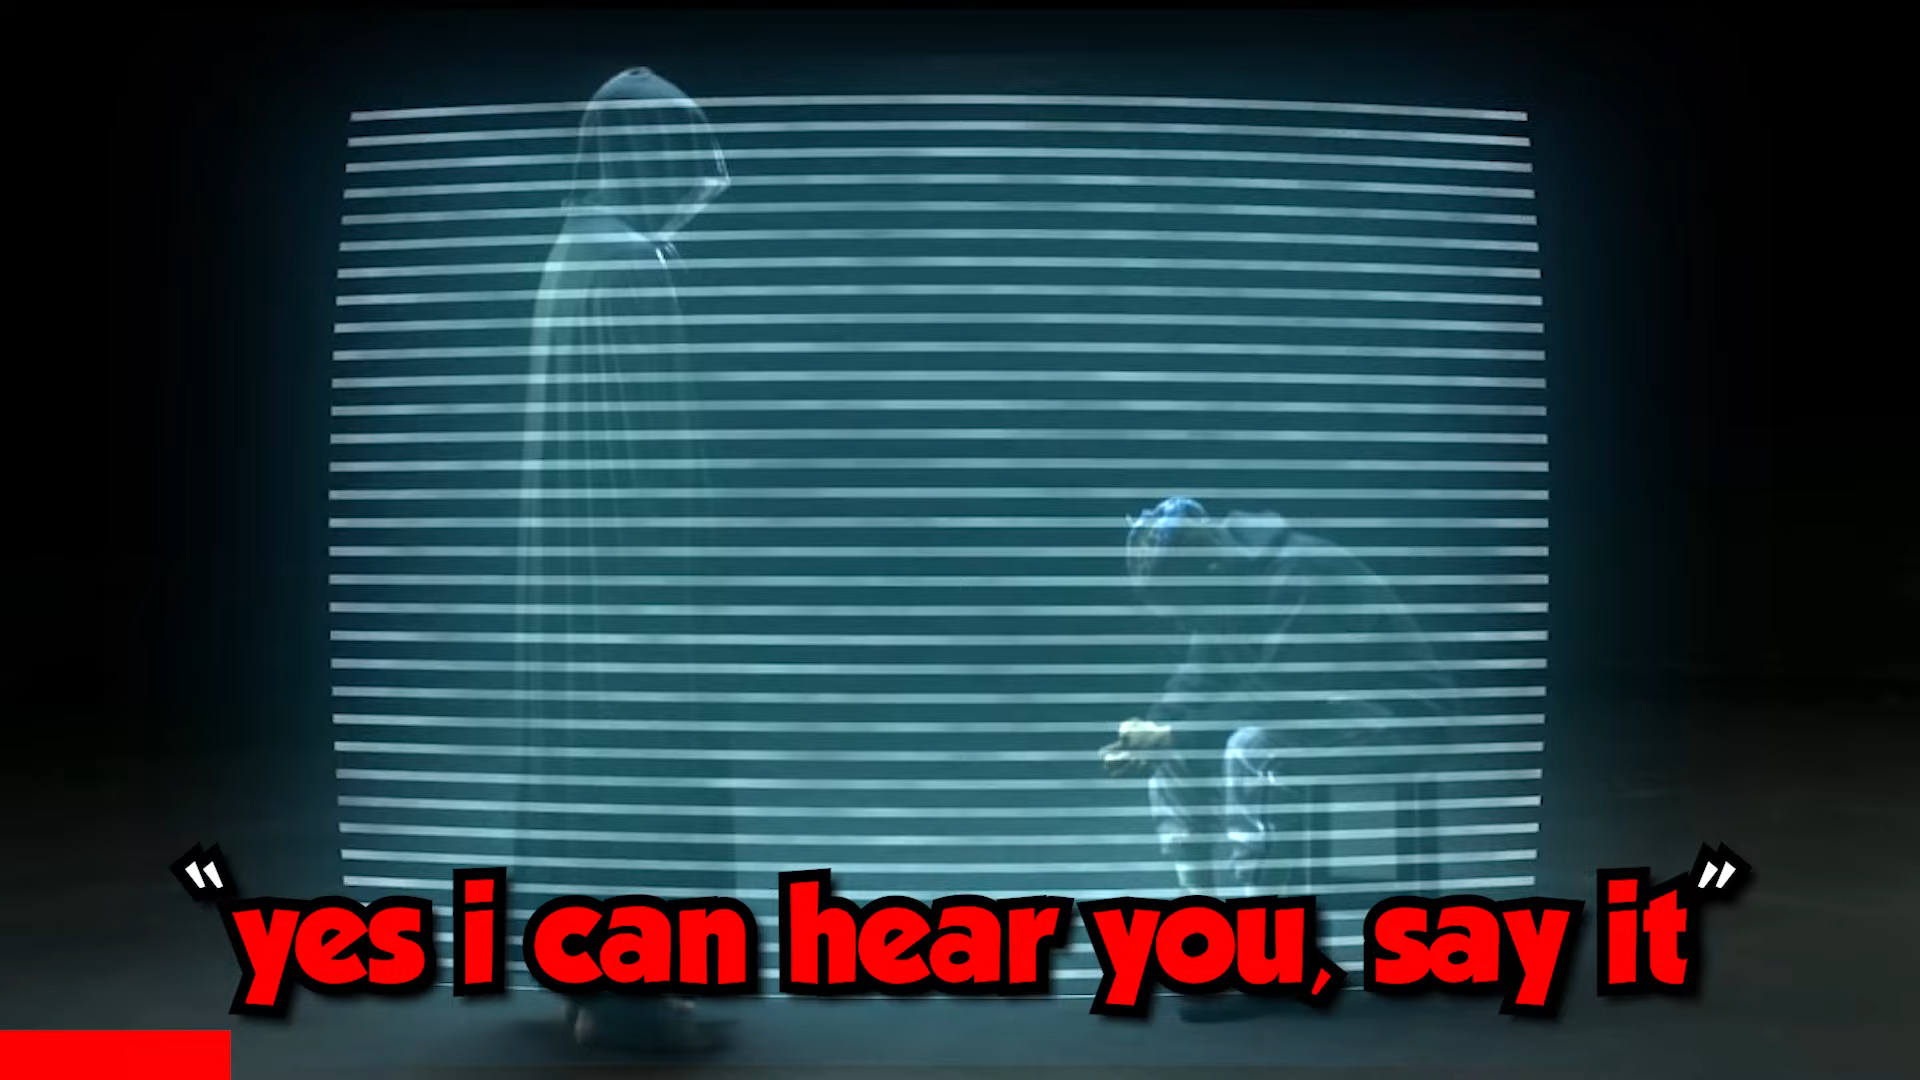 “yes i can hear you, say it”